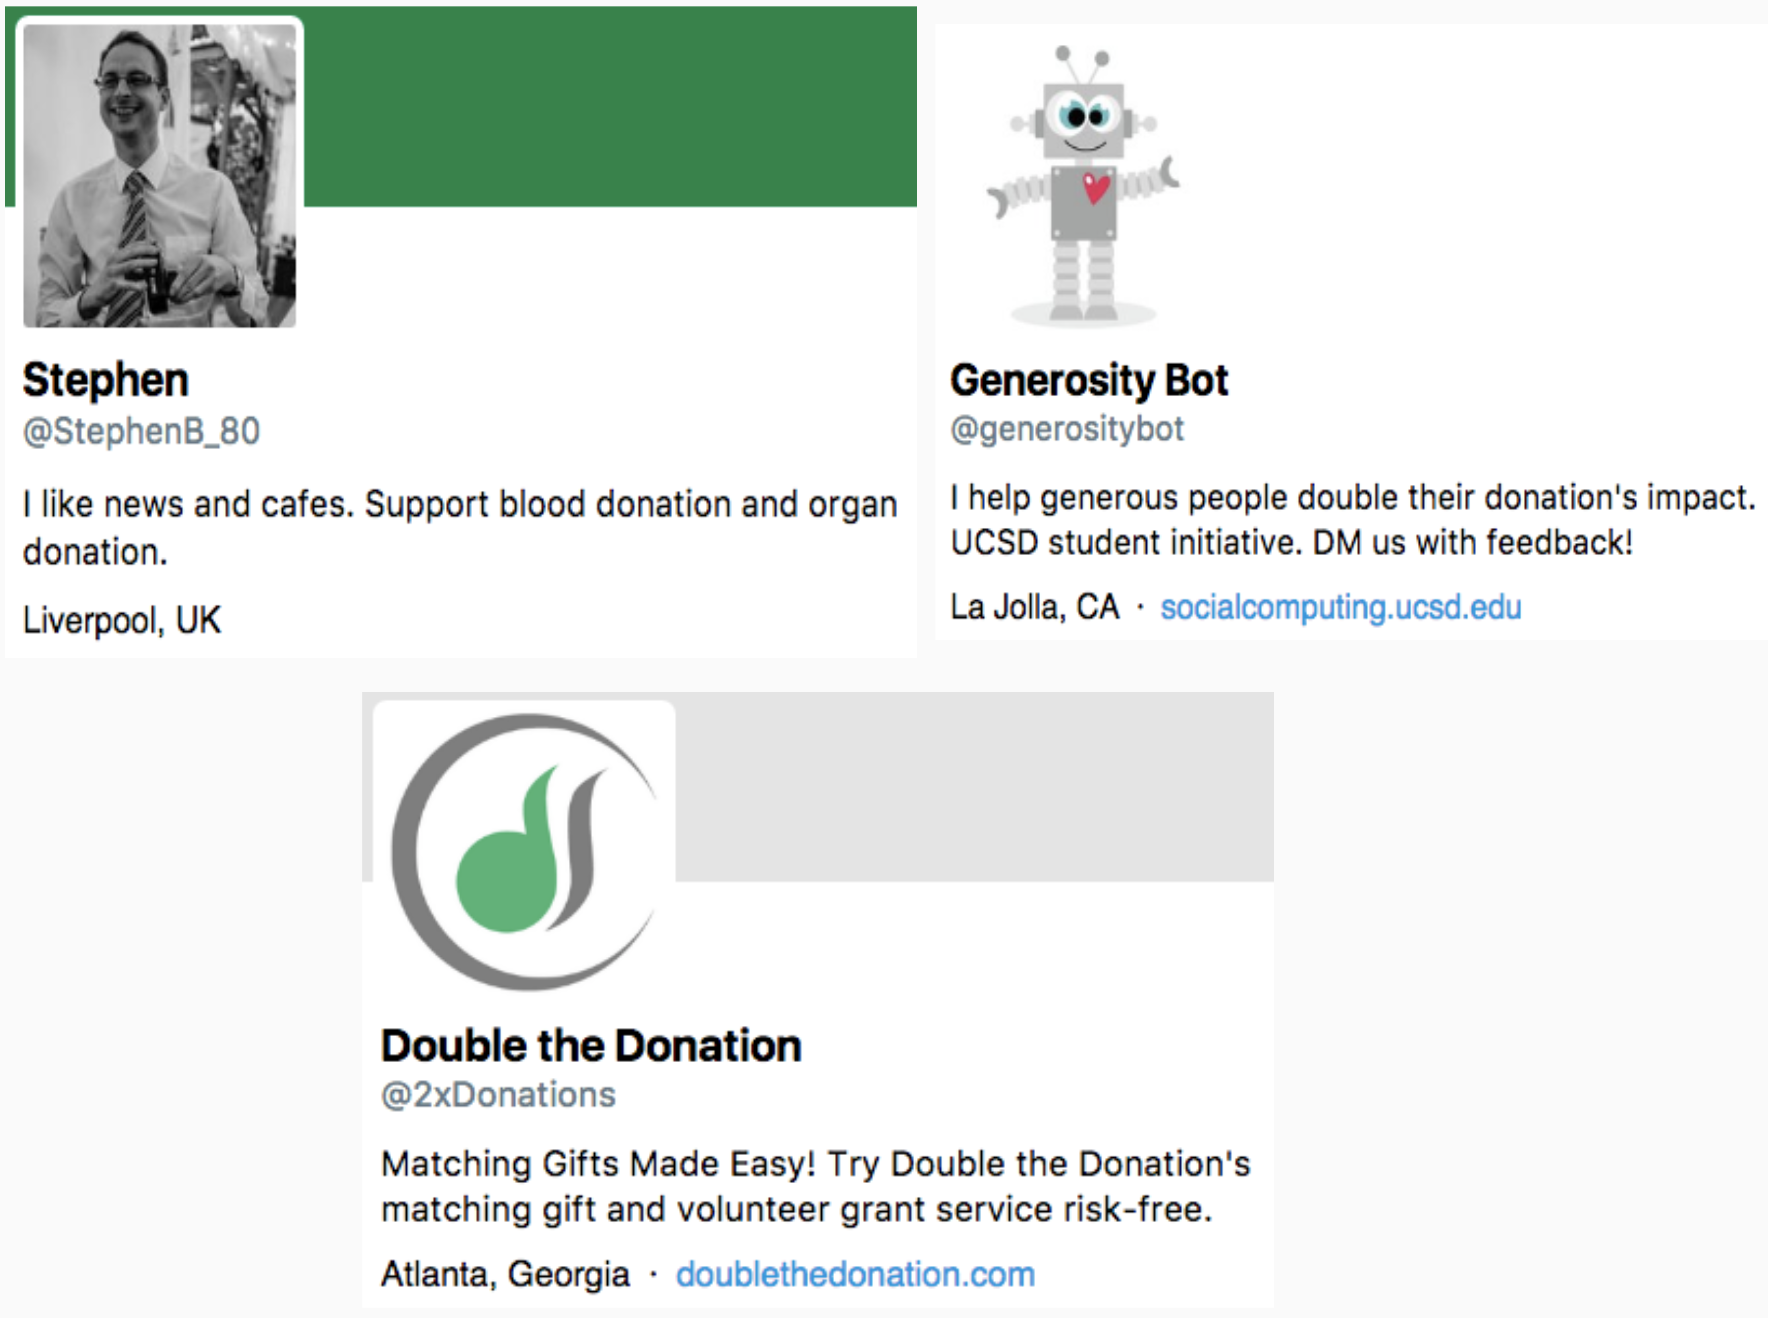 Stephen
@StephenB_80
I like news and cafes. Support blood donation and organ
donation.
Liverpool, UK
Generosity Bot
@generositybot
I help generous people double their donation's impact.
UCSD student initiative. DM us with feedback!
La Jolla, CA · socialcomputing.ucsd.edu
Double the Donation
@2xDonations
Matching Gifts Made Easy! Try Double the Donation's
matching gift and volunteer grant service risk-free.
Atlanta, Georgia · doublethedonation.com